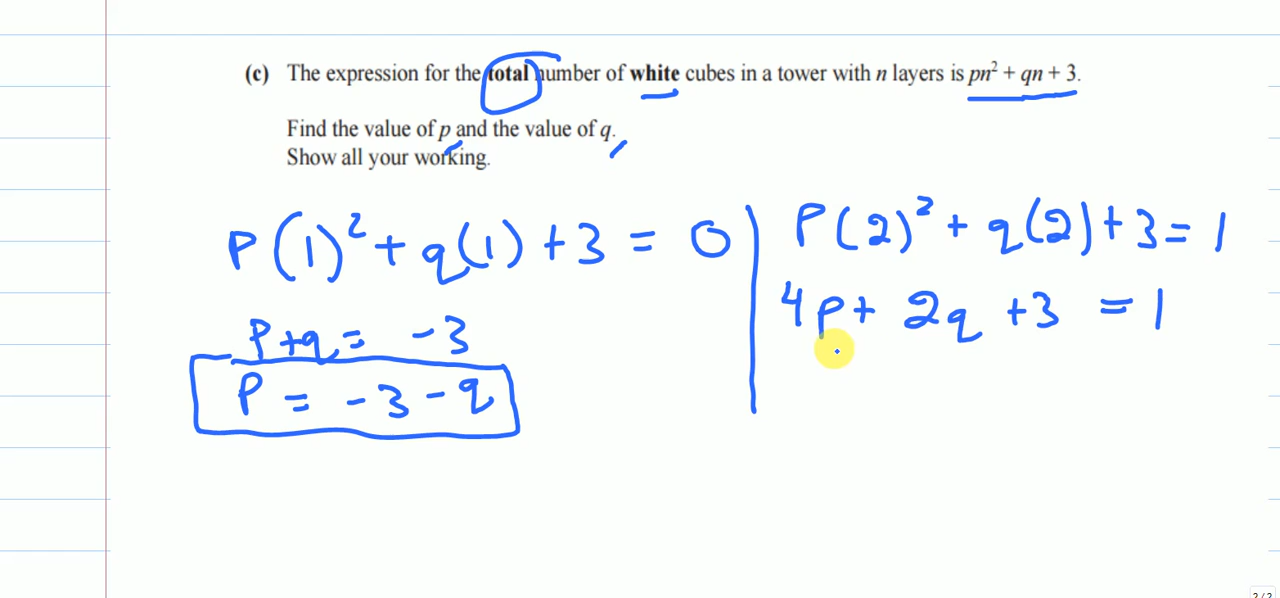 (c) The expression for the total number of white cubes in a tower with n layers is pn² + qn + 3.
Find the value of p and the value of q.
Show all your working.
P(1)² + q(1) + 3 = 0
P+q = -3
P = -3 - q
P(2)² + q(2) + 3 = 1
4p + 2q + 3 = 1
2/2